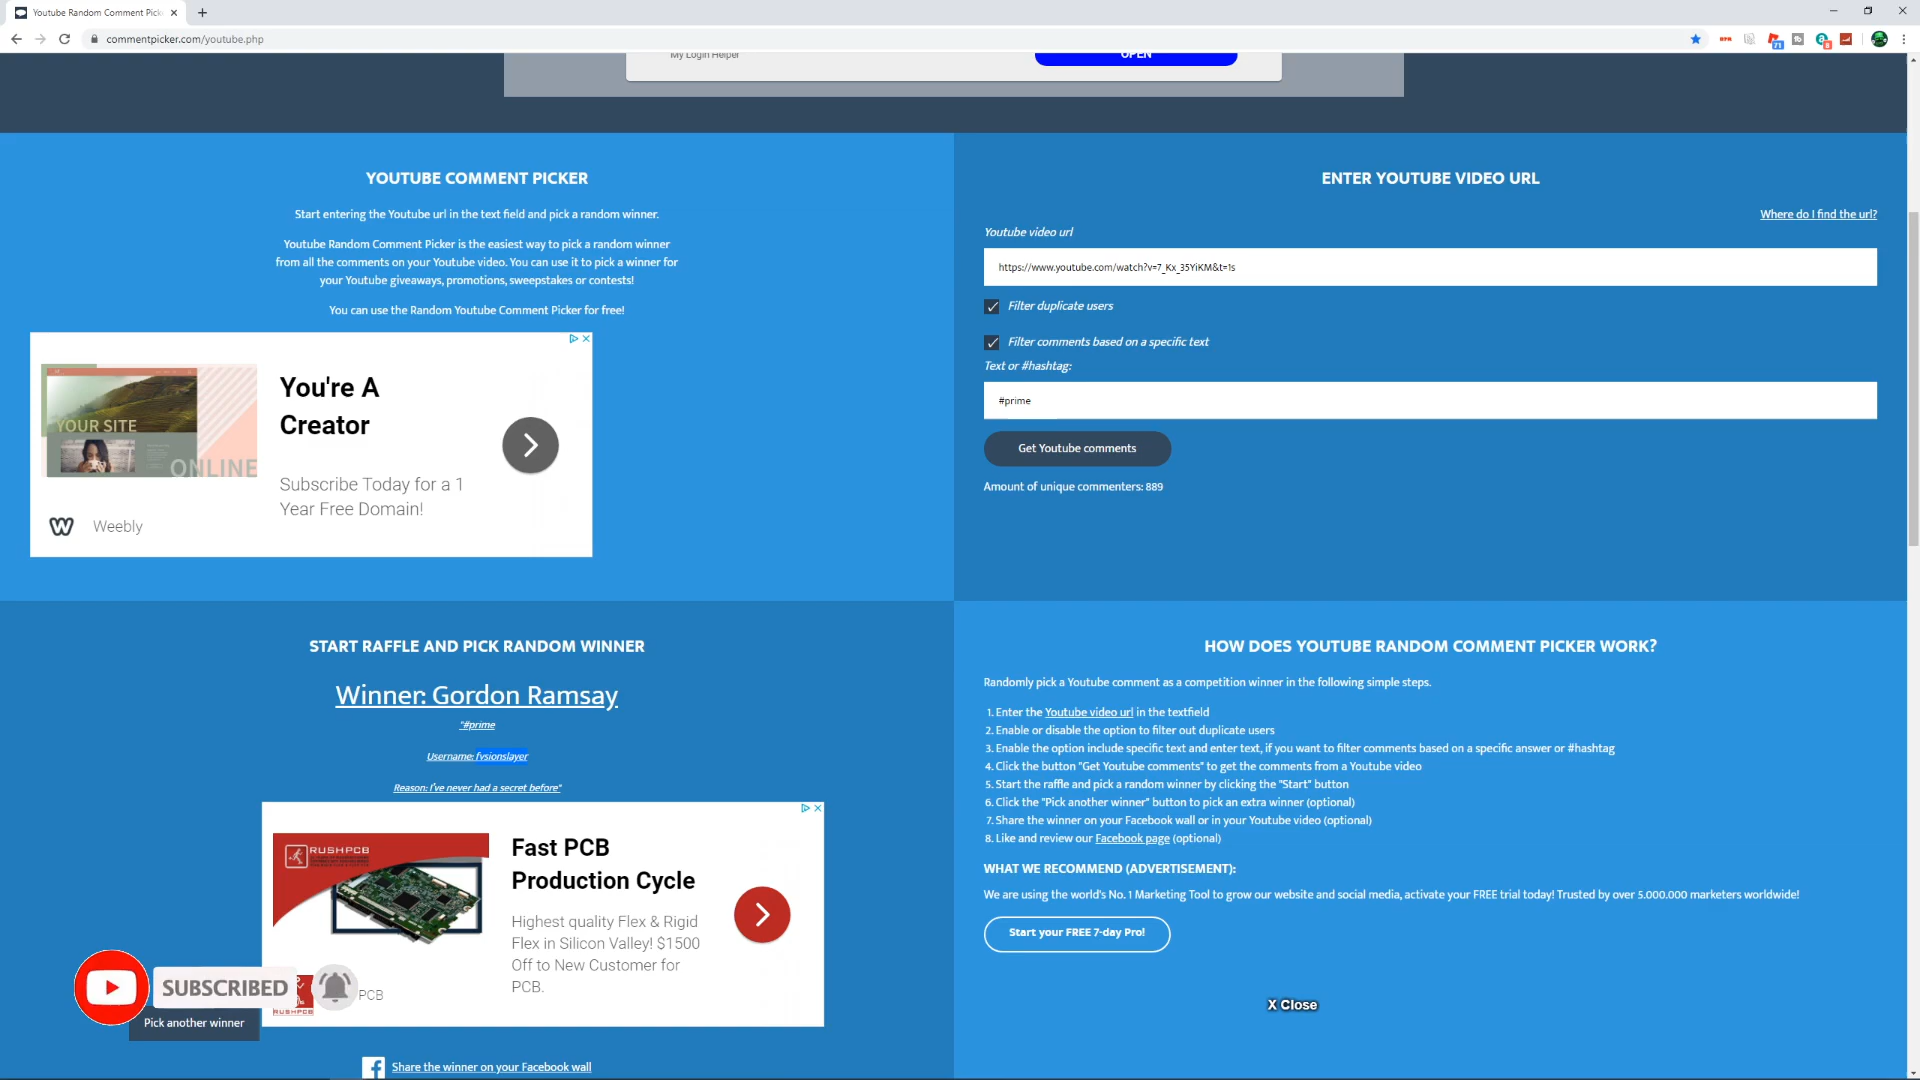 Youtube Random Comment Pick
commentpicker.com/youtube.php
71
8
My Login Helper
OPEN
YOUTUBE COMMENT PICKER
Start entering the Youtube url in the text field and pick a random winner.
Youtube Random Comment Picker is the easiest way to pick a random winner
from all the comments on your Youtube video. You can use it to pick a winner for
your Youtube giveaways, promotions, sweepstakes or contests!
You can use the Random Youtube Comment Picker for free!
YOUR SITE
ONLINE
You're A
Creator
Subscribe Today for a 1
Year Free Domain!
Weebly
ENTER YOUTUBE VIDEO URL
Where do I find the url?
Youtube video url
https://www.youtube.com/watch?v=7_Kx_35YiKM&t=1s
Filter duplicate users
Filter comments based on a specific text
Text or #hashtag:
#prime
Get Youtube comments
Amount of unique commenters: 889
START RAFFLE AND PICK RANDOM WINNER
Winner: Gordon Ramsay
"#prime
Username: fvsionslayer
Reason: I've never had a secret before"
RUSHPCB
Fast PCB
Production Cycle
Highest quality Flex & Rigid
Flex in Silicon Valley! $1500
Off to New Customer for
PCB.
PCB
RUSHPCB
SUBSCRIBED
Pick another winner
Share the winner on your Facebook wall
HOW DOES YOUTUBE RANDOM COMMENT PICKER WORK?
Randomly pick a Youtube comment as a competition winner in the following simple steps.
1. Enter the Youtube video url in the textfield
2. Enable or disable the option to filter out duplicate users
3. Enable the option include specific text and enter text, if you want to filter comments based on a specific answer or #hashtag
4. Click the button "Get Youtube comments" to get the comments from a Youtube video
5. Start the raffle and pick a random winner by clicking the "Start" button
6. Click the "Pick another winner" button to pick an extra winner (optional)
7. Share the winner on your Facebook wall or in your Youtube video (optional)
8. Like and review our Facebook page (optional)
WHAT WE RECOMMEND (ADVERTISEMENT):
We are using the world's No. 1 Marketing Tool to grow our website and social media, activate your FREE trial today! Trusted by over 5.000.000 marketers worldwide!
Start your FREE 7-day Pro!
X Close